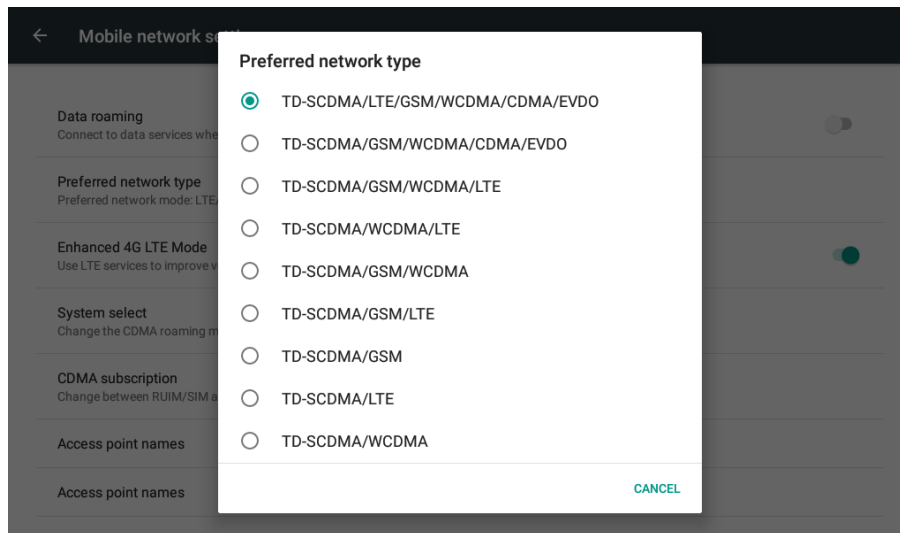 Mobile network se
Preferred network type
TD-SCDMA/LTE/GSM/WCDMA/CDMA/EVDO
TD-SCDMA/GSM/WCDMA/CDMA/EVDO
TD-SCDMA/GSM/WCDMA/LTE
TD-SCDMA/WCDMA/LTE
TD-SCDMA/GSM/WCDMA
TD-SCDMA/GSM/LTE
TD-SCDMA/GSM
TD-SCDMA/LTE
TD-SCDMA/WCDMA
CANCEL
Data roaming
Connect to data services whe
Preferred network type
Preferred network mode: LTE/
Enhanced 4G LTE Mode
Use LTE services to improve v
System select
Change the CDMA roaming m
CDMA subscription
Change between RUIM/SIM a
Access point names
Access point names